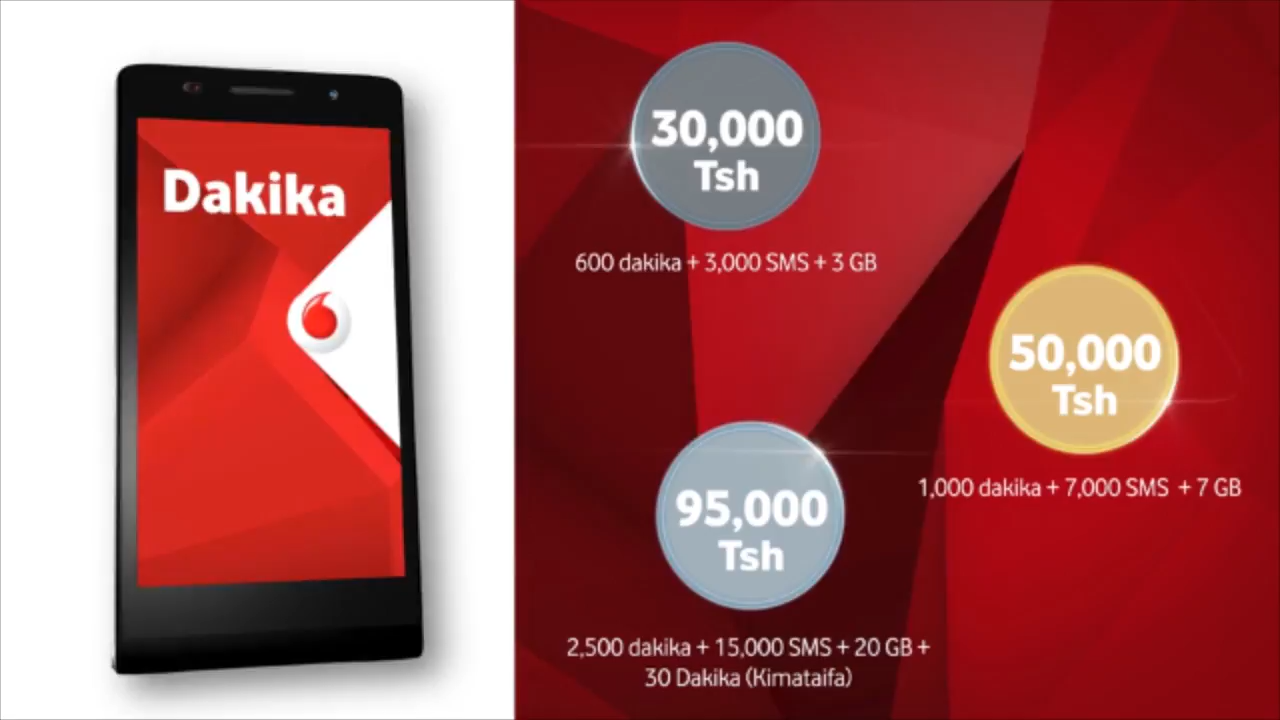 Dakika
30,000
Tsh
600 dakika + 3,000 SMS + 3 GB
50,000
Tsh
1,000 dakika + 7,000 SMS + 7 GB
95,000
Tsh
2,500 dakika + 15,000 SMS + 20 GB +
30 Dakika (Kimataifa)